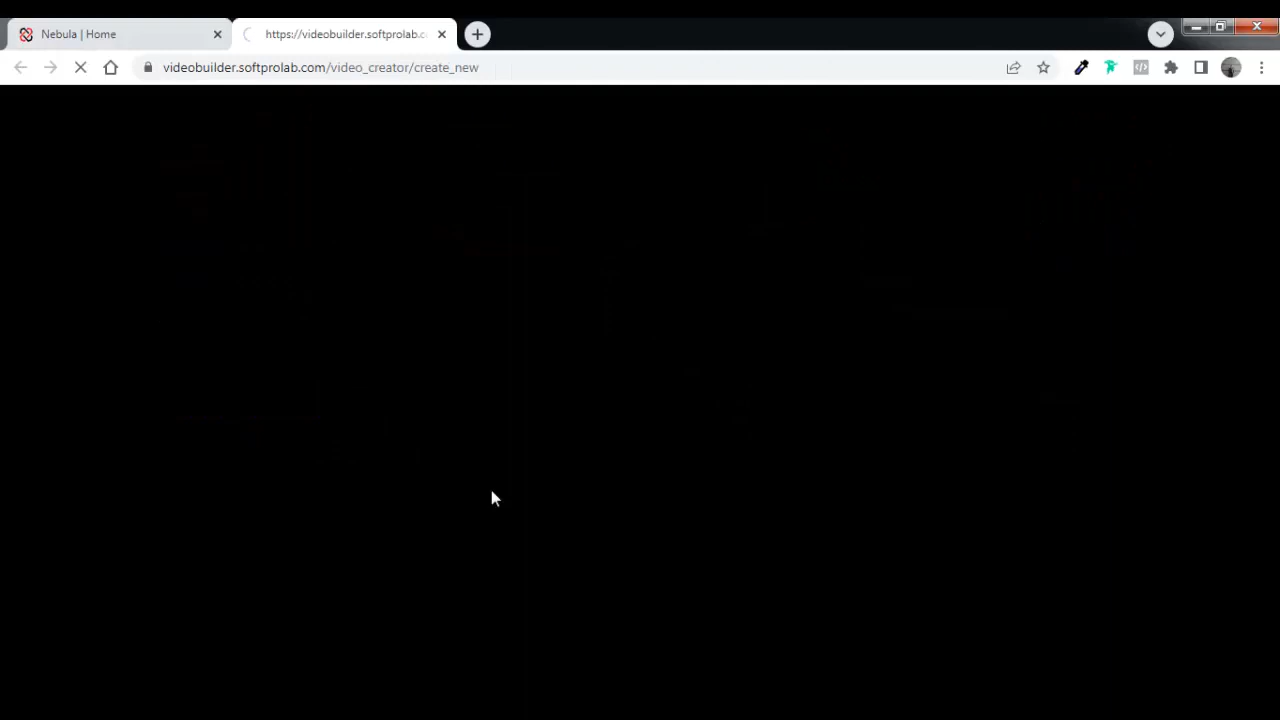 Nebula | Home
https://videobuilder.softprolab.c
videobuilder.softprolab.com/video_creator/create_new